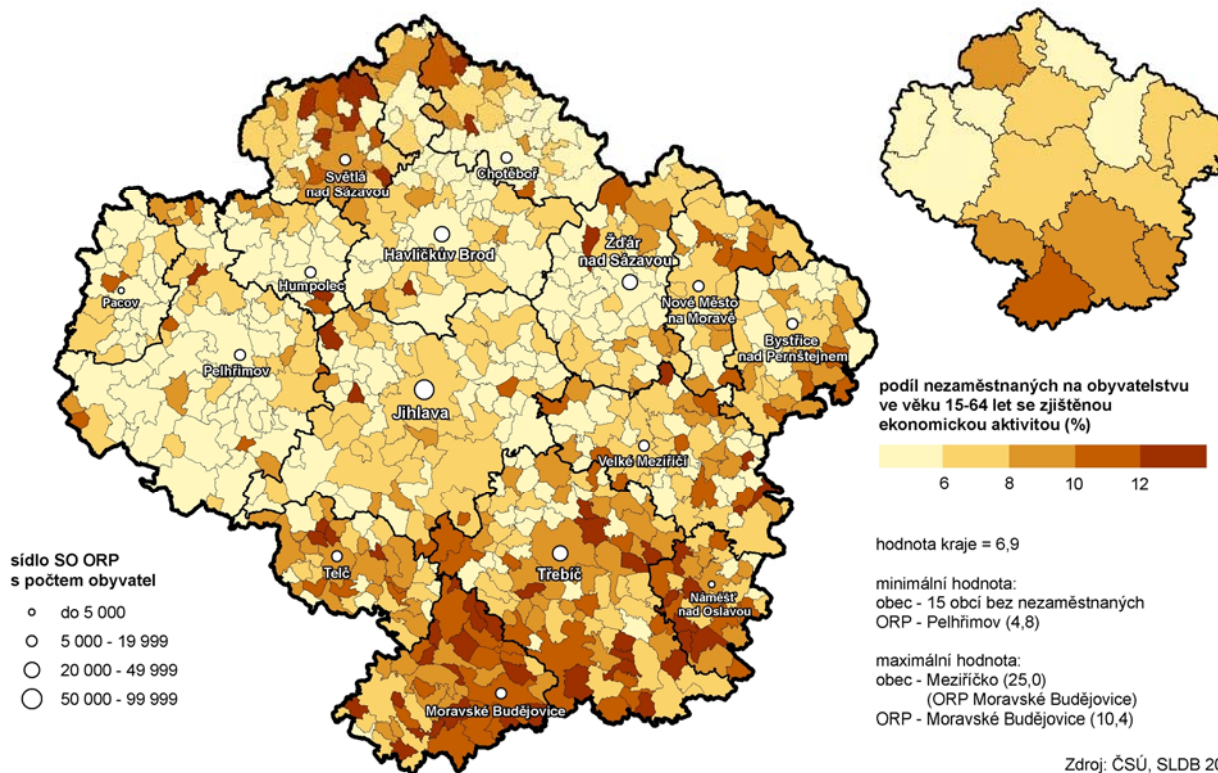 Světlá
nad Sázavou
Chotěboř
Havlíčkův Brod
Žďár
nad Sázavou
Humpolec
Pacov
Nové Město
na Moravě
Bystřice
nad Pernštejnem
Pelhřimov
Jihlava
Velké Meziříčí
Telč
Třebíč
Náměšť
nad Oslavou
Moravské Budějovice
sídlo SO ORP
s počtem obyvatel
do 5 000
5 000 - 19 999
20 000 - 49 999
50 000 - 99 999
podíl nezaměstnaných na obyvatelstvu
ve věku 15-64 let se zjištěnou
ekonomickou aktivitou (%)
6 8 10 12
hodnota kraje = 6,9
minimální hodnota:
obec - 15 obcí bez nezaměstnaných
ORP - Pelhřimov (4,8)
maximální hodnota:
obec - Meziříčko (25,0)
(ORP Moravské Budějovice)
ORP - Moravské Budějovice (10,4)
Zdroj: ČSÚ, SLDB 20